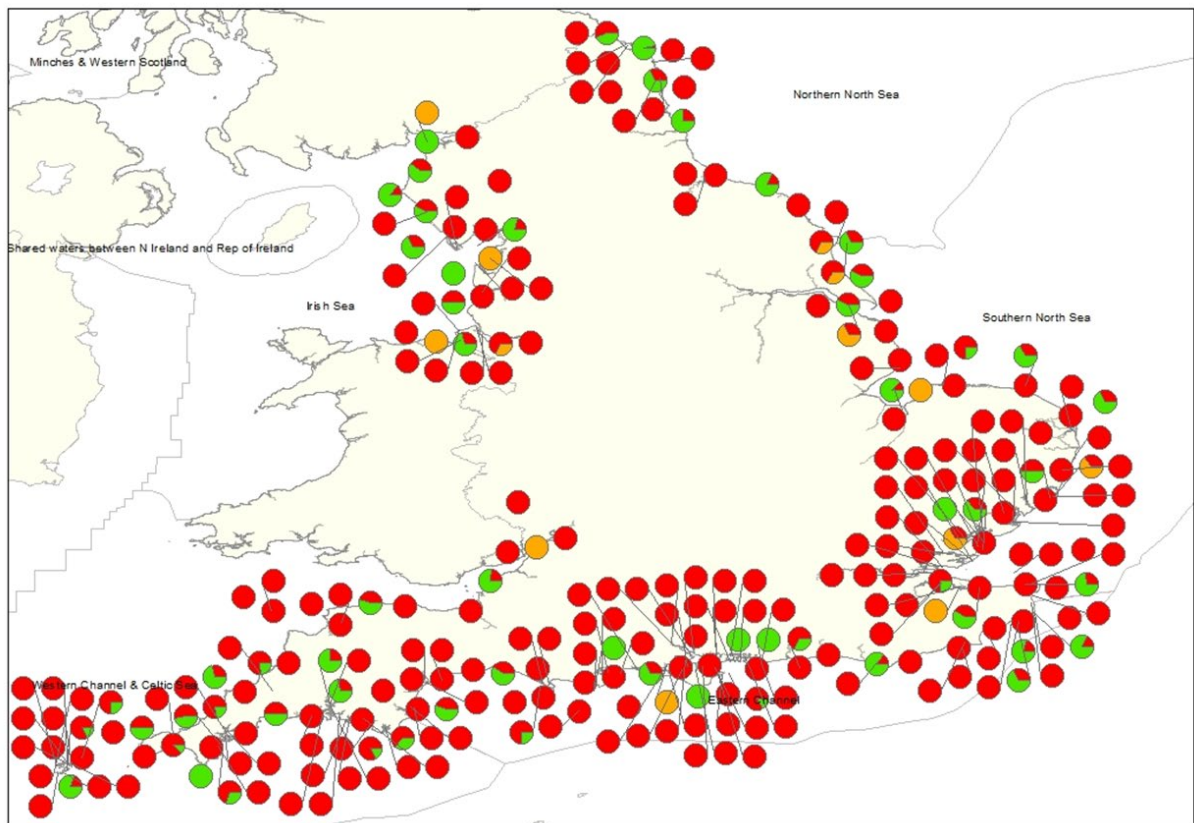 Minches & Western Scotland
Northern North Sea
Shared waters between N Ireland and Rep of Ireland
Irish Sea
Southern North Sea
Western Channel & Celtic Sea
Eastern Channel